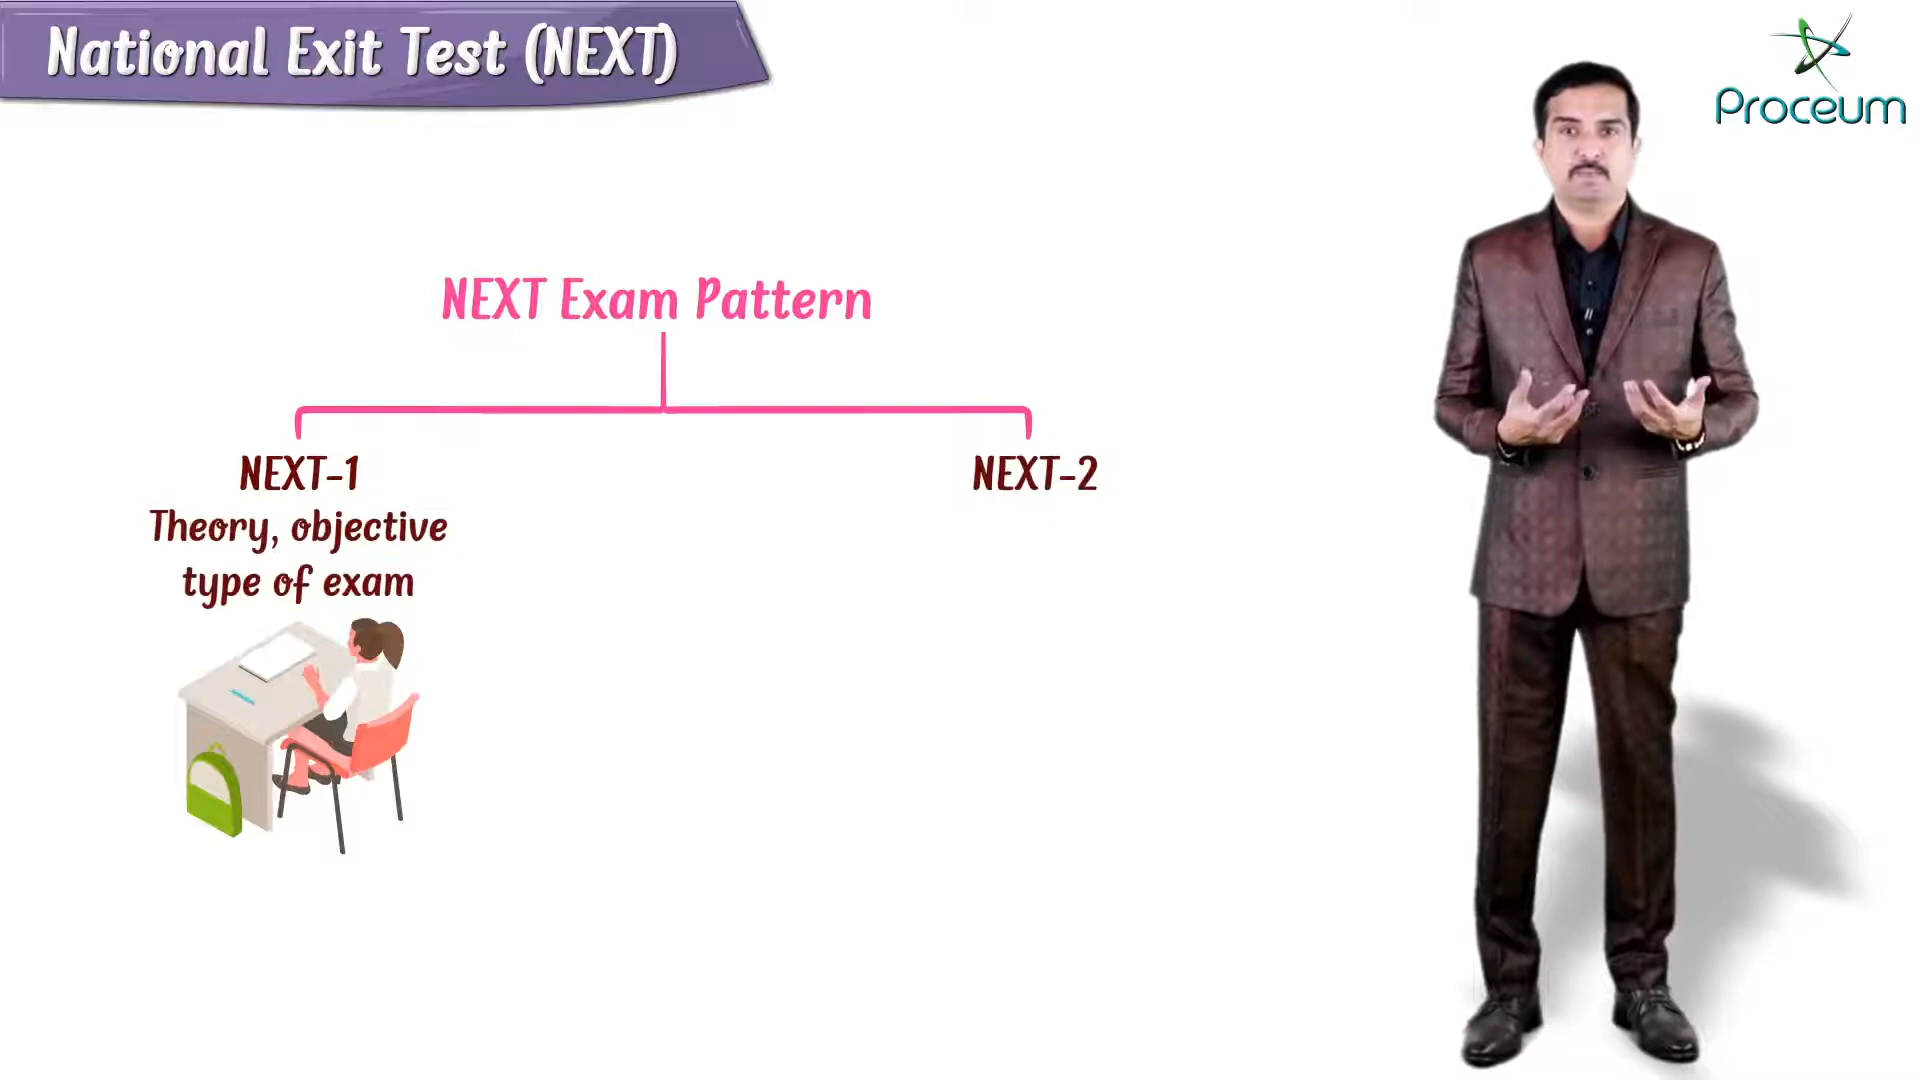 National Exit Test (NEXT)
Proceum
NEXT Exam Pattern
NEXT-1
NEXT-2
Theory, objective
type of exam